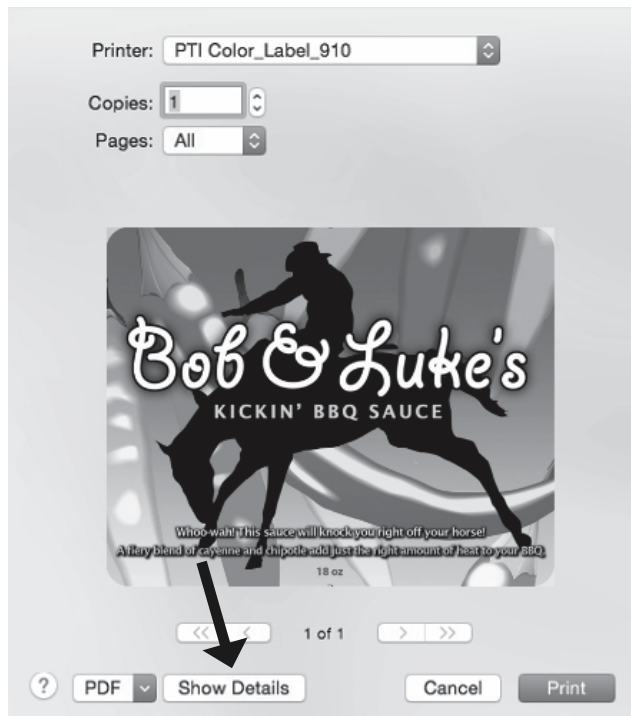 Printer: PTI Color_Label_910
Copies: 1
Pages: All
Bob & Luke's
KICKIN' BBQ SAUCE
Whoo-wah! This sauce will knock you right off your horse!
A fiery blend of cayenne and chipotle add just the right amount of heat to your BBQ.
18 oz
<< < 1 of 1 > >>
? PDF Show Details Cancel Print